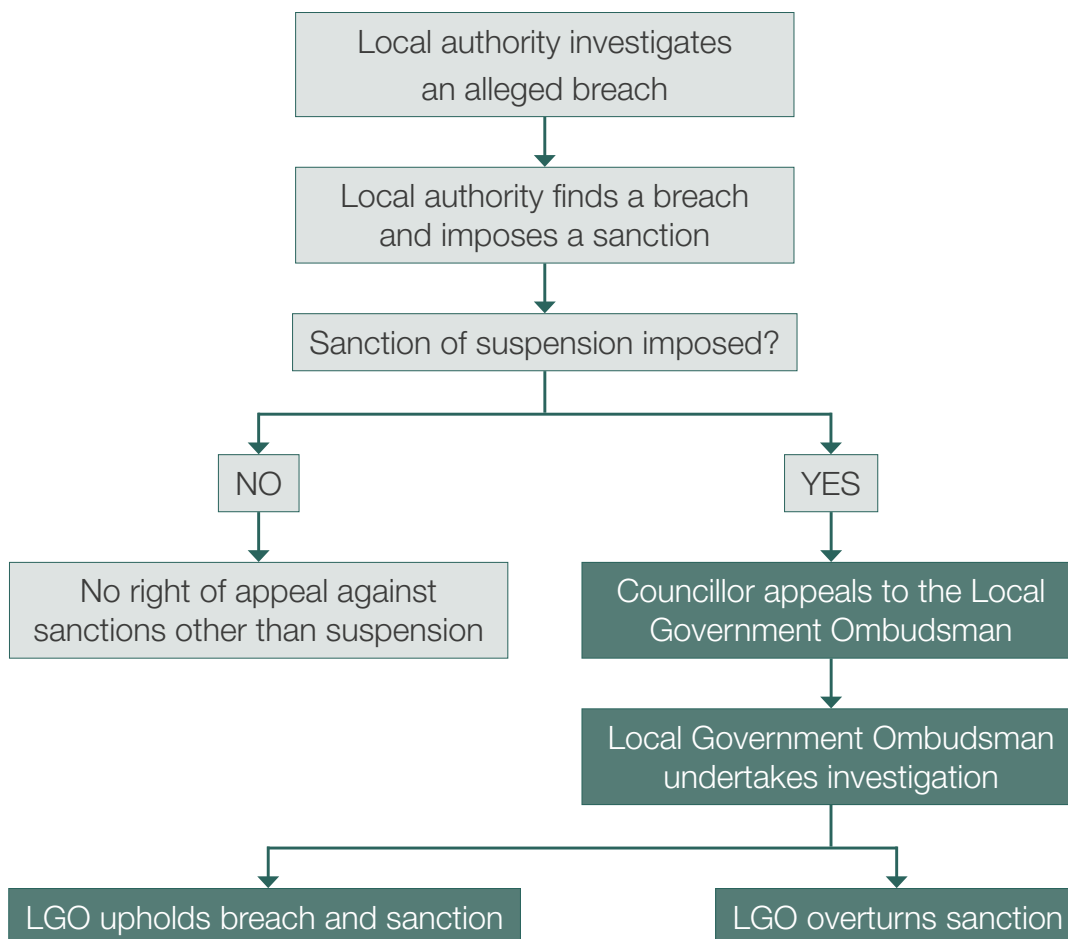 Local authority investigates
an alleged breach
Local authority finds a breach
and imposes a sanction
Sanction of suspension imposed?
NO
YES
No right of appeal against
sanctions other than suspension
Councillor appeals to the Local
Government Ombudsman
Local Government Ombudsman
undertakes investigation
LGO upholds breach and sanction
LGO overturns sanction